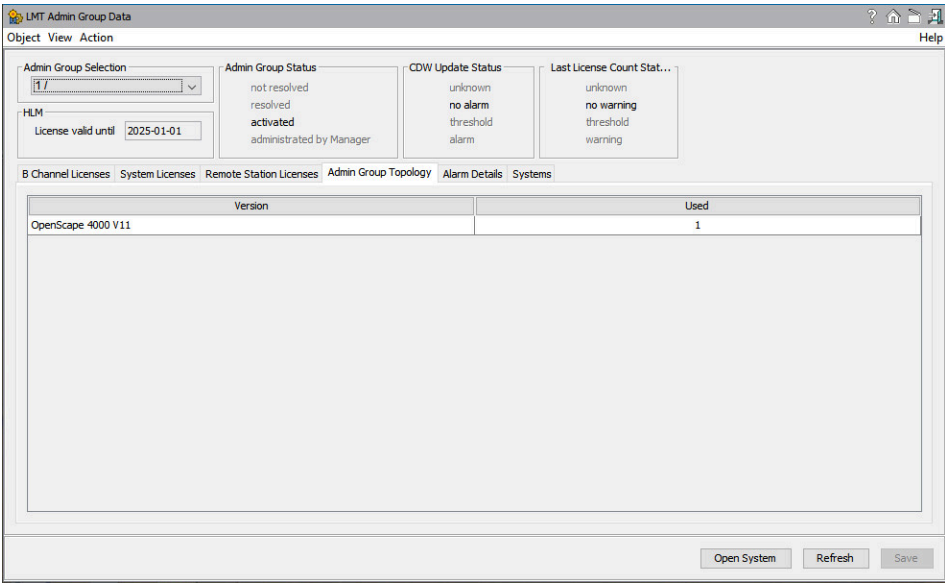 LMT Admin Group Data
?
Object View Action
Help
Admin Group Selection
1 /
HLM
License valid until 2025-01-01
Admin Group Status
not resolved
resolved
activated
administrated by Manager
CDW Update Status
unknown
no alarm
threshold
alarm
Last License Count Stat...
unknown
no warning
threshold
warning
B Channel Licenses System Licenses Remote Station Licenses Admin Group Topology Alarm Details Systems
Version Used
OpenScape 4000 V11 1
Open System Refresh Save